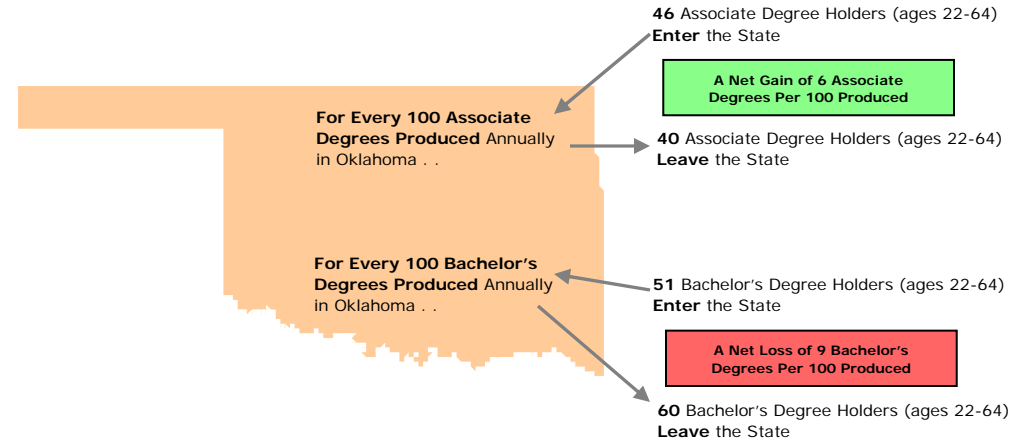 46 Associate Degree Holders (ages 22-64)
Enter the State
A Net Gain of 6 Associate
Degrees Per 100 Produced
For Every 100 Associate
Degrees Produced Annually
in Oklahoma . .
40 Associate Degree Holders (ages 22-64)
Leave the State
For Every 100 Bachelor's
Degrees Produced Annually
in Oklahoma . .
51 Bachelor's Degree Holders (ages 22-64)
Enter the State
A Net Loss of 9 Bachelor's
Degrees Per 100 Produced
60 Bachelor's Degree Holders (ages 22-64)
Leave the State